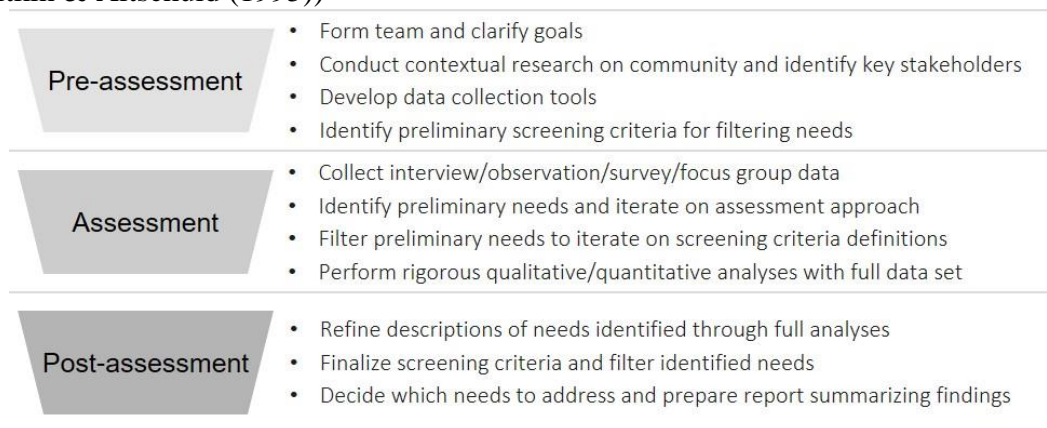 & Altschuld (1995))
Pre-assessment
• Form team and clarify goals
• Conduct contextual research on community and identify key stakeholders
• Develop data collection tools
• Identify preliminary screening criteria for filtering needs
Assessment
• Collect interview/observation/survey/focus group data
• Identify preliminary needs and iterate on assessment approach
• Filter preliminary needs to iterate on screening criteria definitions
• Perform rigorous qualitative/quantitative analyses with full data set
Post-assessment
• Refine descriptions of needs identified through full analyses
• Finalize screening criteria and filter identified needs
• Decide which needs to address and prepare report summarizing findings